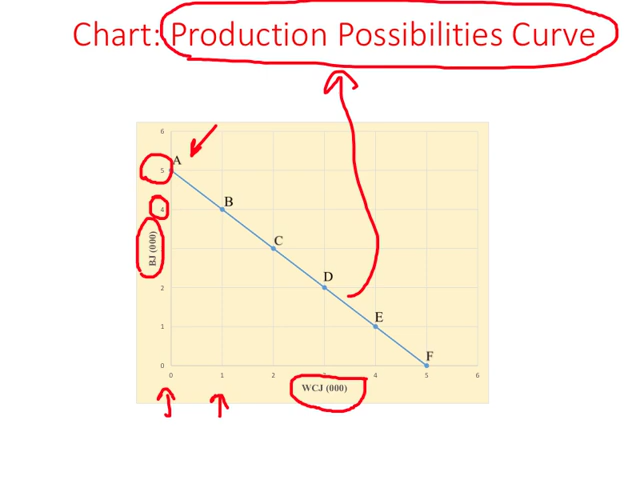 Chart: Production Possibilities Curve
6
A
5
B
4
C
BJ (000)
D
2
E
1
F
0
0 1 2 4 5 6
WCJ (000)